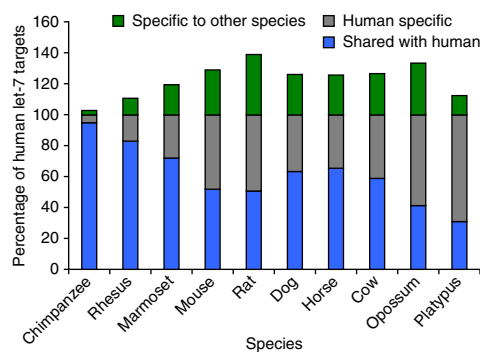 Specific to other species
Human specific
Shared with human
Percentage of human let-7 targets
160
140
120
100
80
60
40
20
0
Chimpanzee
Rhesus
Marmoset
Mouse
Rat
Dog
Horse
Cow
Opossum
Platypus
Species